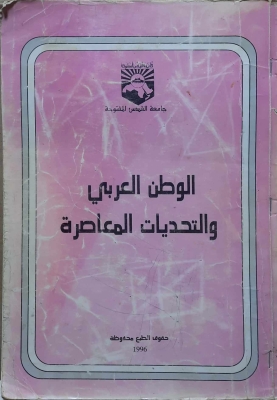 جامعة القدس المفتوحة
الوطن العربي
والتحديات المعاصرة
حقوق الطبع محفوظة
1996